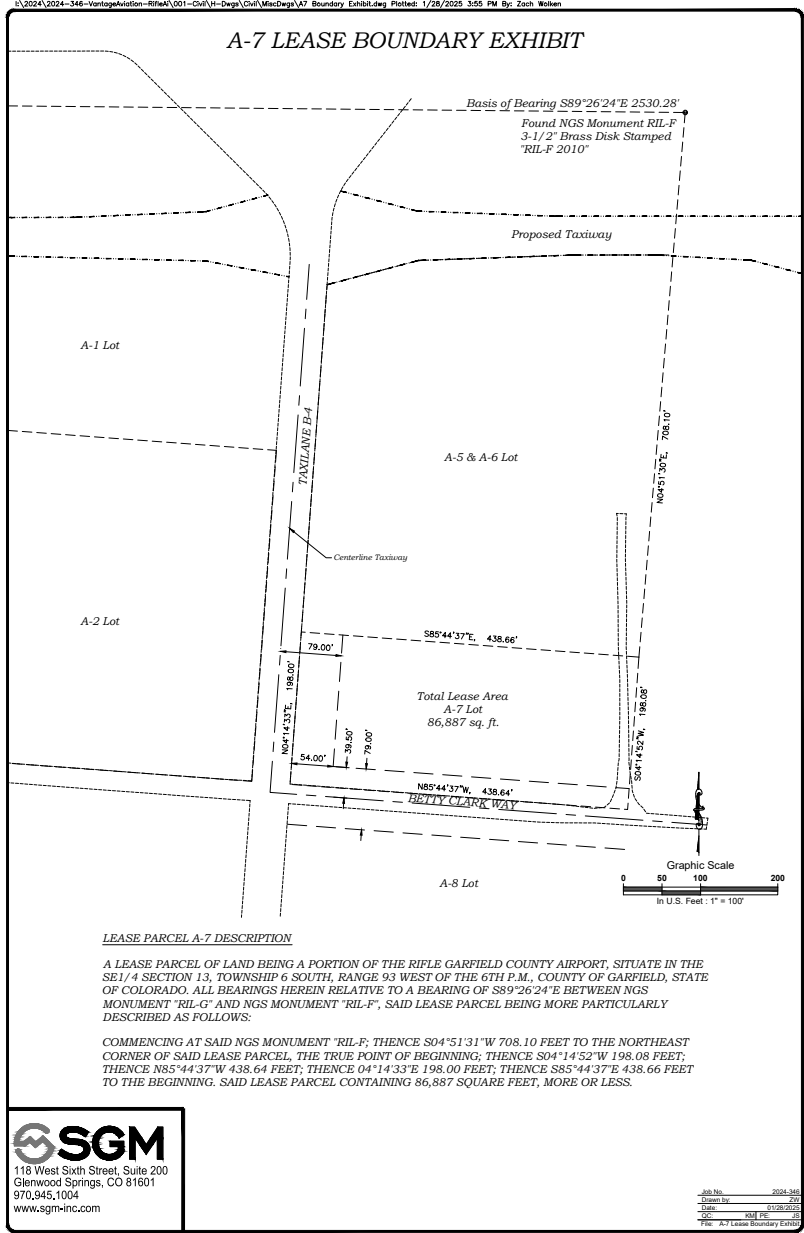 I:\2024\2024-346-VantageAviation-RifleAi\001-Civil\H-Dwgs\Civil\MiscDwgs\A7 Boundary Exhibit.dwg Plotted: 1/28/2025 3:55 PM By: Zach Wolken
A-7 LEASE BOUNDARY EXHIBIT
Basis of Bearing S89°26'24"E 2530.28'
Found NGS Monument RIL-F
3-1/2" Brass Disk Stamped
"RIL-F 2010"
Proposed Taxiway
A-1 Lot
TAXILANE B-4
A-5 & A-6 Lot
N04°51'30"E, 708.10'
Centerline Taxiway
A-2 Lot
S85°44'37"E, 438.66'
79.00'
N04°14'33"E, 198.00'
Total Lease Area
A-7 Lot
86,887 sq. ft.
S04°14'52"W, 198.08'
39.50'
79.00'
54.00'
N85°44'37"W, 438.64'
BETTY CLARK WAY
A-8 Lot
Graphic Scale
0 50 100 200
In U.S. Feet : 1" = 100'
LEASE PARCEL A-7 DESCRIPTION
A LEASE PARCEL OF LAND BEING A PORTION OF THE RIFLE GARFIELD COUNTY AIRPORT, SITUATE IN THE
SE1/4 SECTION 13, TOWNSHIP 6 SOUTH, RANGE 93 WEST OF THE 6TH P.M., COUNTY OF GARFIELD, STATE
OF COLORADO. ALL BEARINGS HEREIN RELATIVE TO A BEARING OF S89°26'24"E BETWEEN NGS
MONUMENT "RIL-G" AND NGS MONUMENT "RIL-F", SAID LEASE PARCEL BEING MORE PARTICULARLY
DESCRIBED AS FOLLOWS:
COMMENCING AT SAID NGS MONUMENT "RIL-F; THENCE S04°51'31"W 708.10 FEET TO THE NORTHEAST
CORNER OF SAID LEASE PARCEL, THE TRUE POINT OF BEGINNING; THENCE S04°14'52"W 198.08 FEET;
THENCE N85°44'37"W 438.64 FEET; THENCE 04°14'33"E 198.00 FEET; THENCE S85°44'37"E 438.66 FEET
TO THE BEGINNING. SAID LEASE PARCEL CONTAINING 86,887 SQUARE FEET, MORE OR LESS.
SGM
118 West Sixth Street, Suite 200
Glenwood Springs, CO 81601
970.945.1004
www.sgm-inc.com
Job No. 2024-346
Drawn by: ZW
Date: 01/28/2025
QC: KM PE: JS
File: A-7 Lease Boundary Exhibit